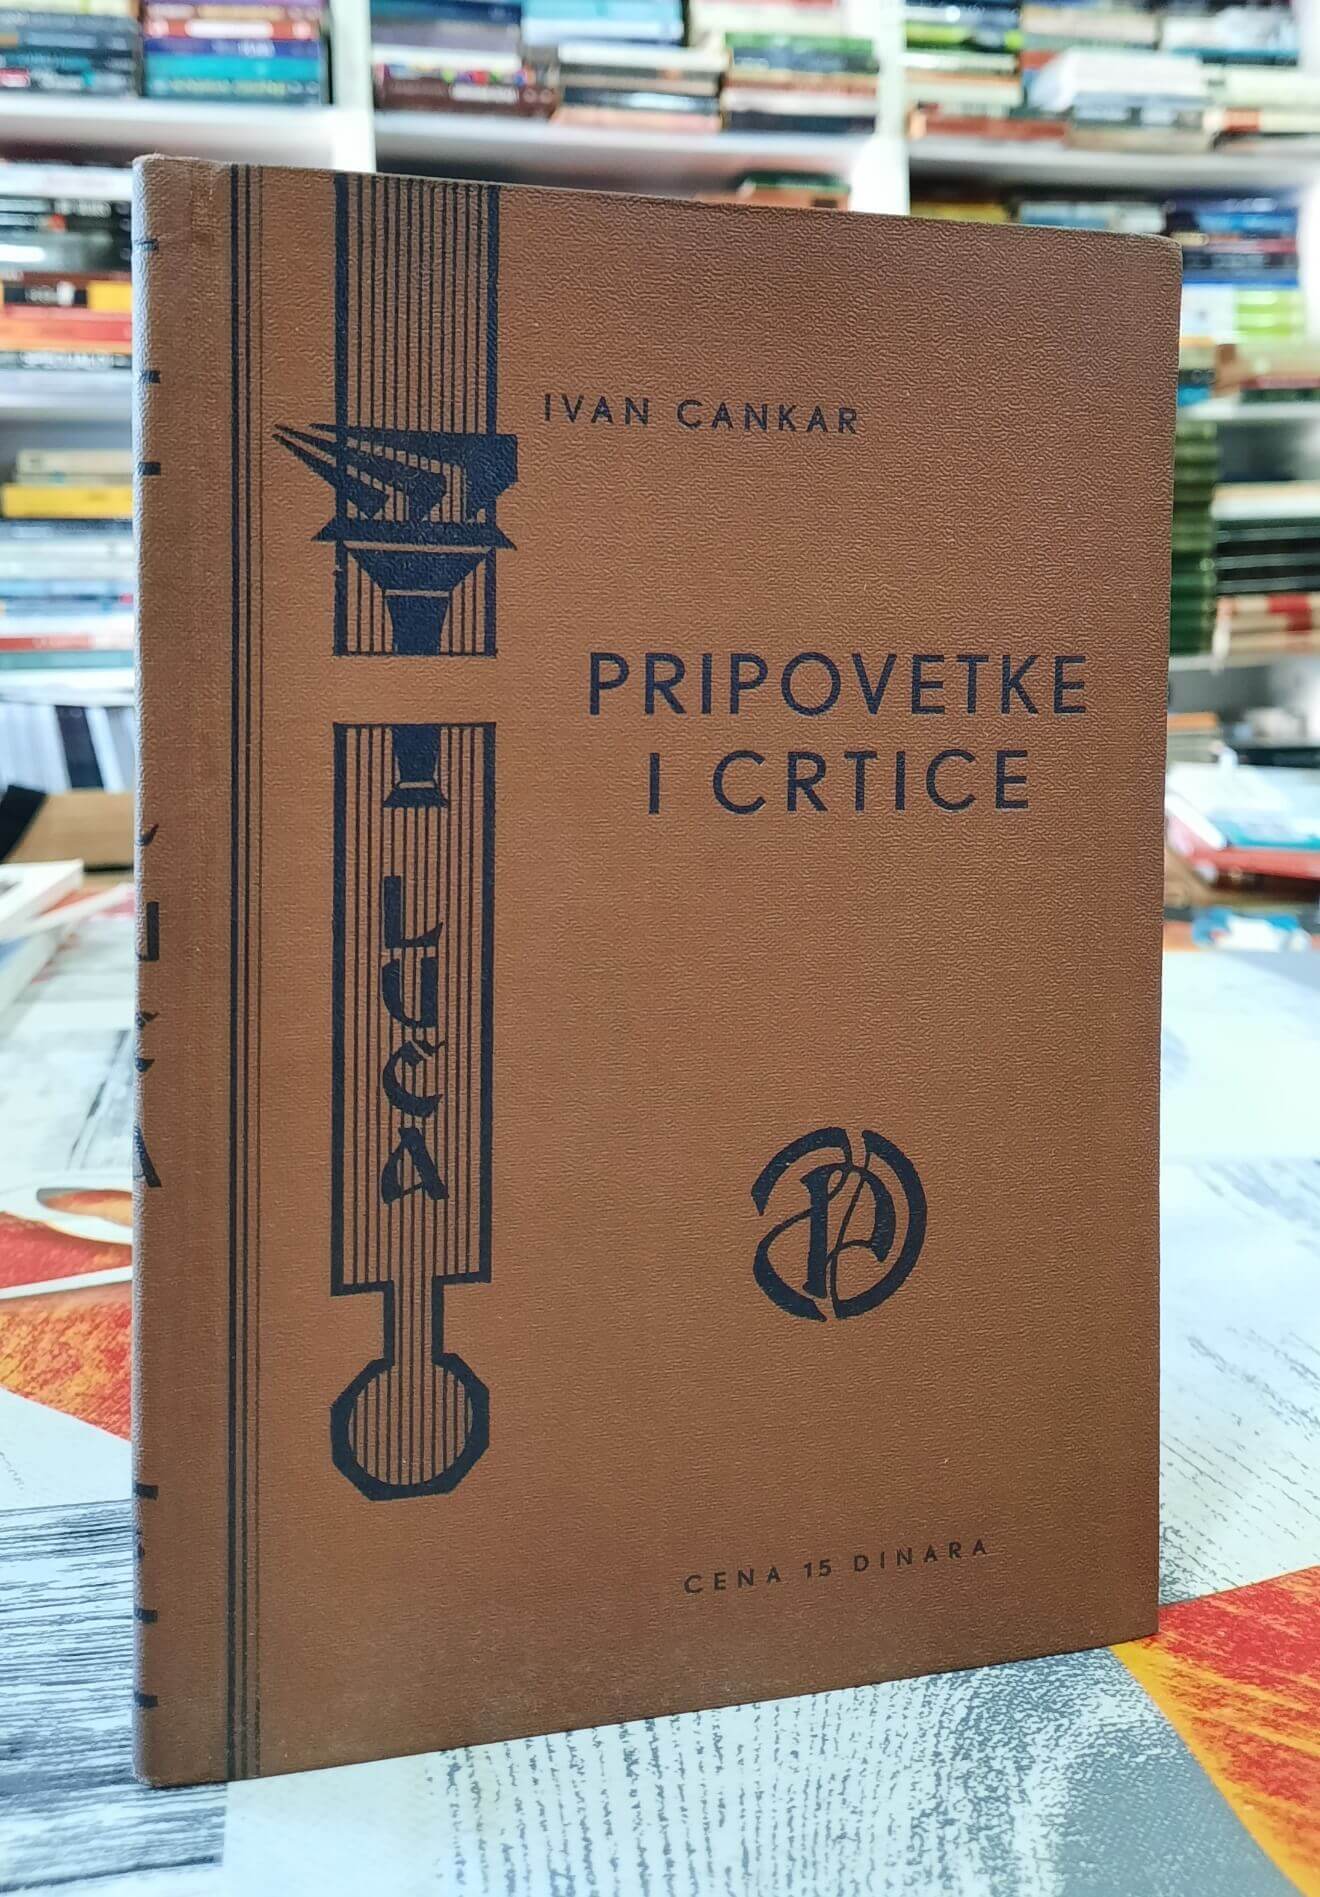 IVAN CANKAR
PRIPOVETKE
I CRTICE
LUČA
CENA 15 DINARA